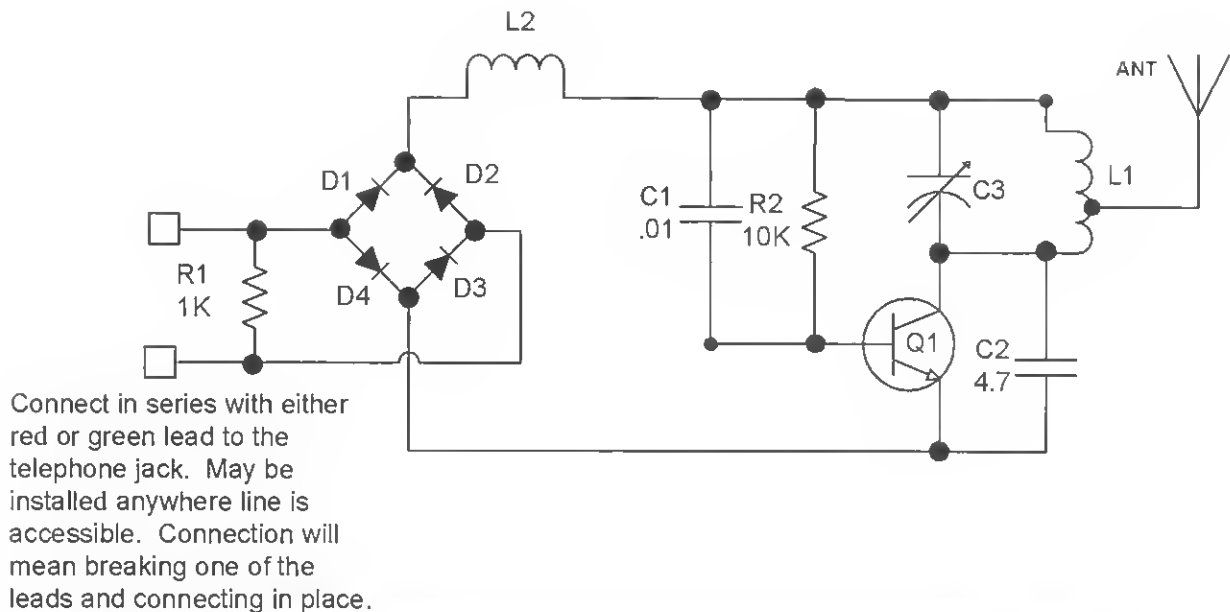 L2
ANT
D1
D2
C1
.01
R2
10K
C3
L1
R1
1K
D4
D3
Q1
C2
4.7
Connect in series with either
red or green lead to the
telephone jack. May be
installed anywhere line is
accessible. Connection will
mean breaking one of the
leads and connecting in place.